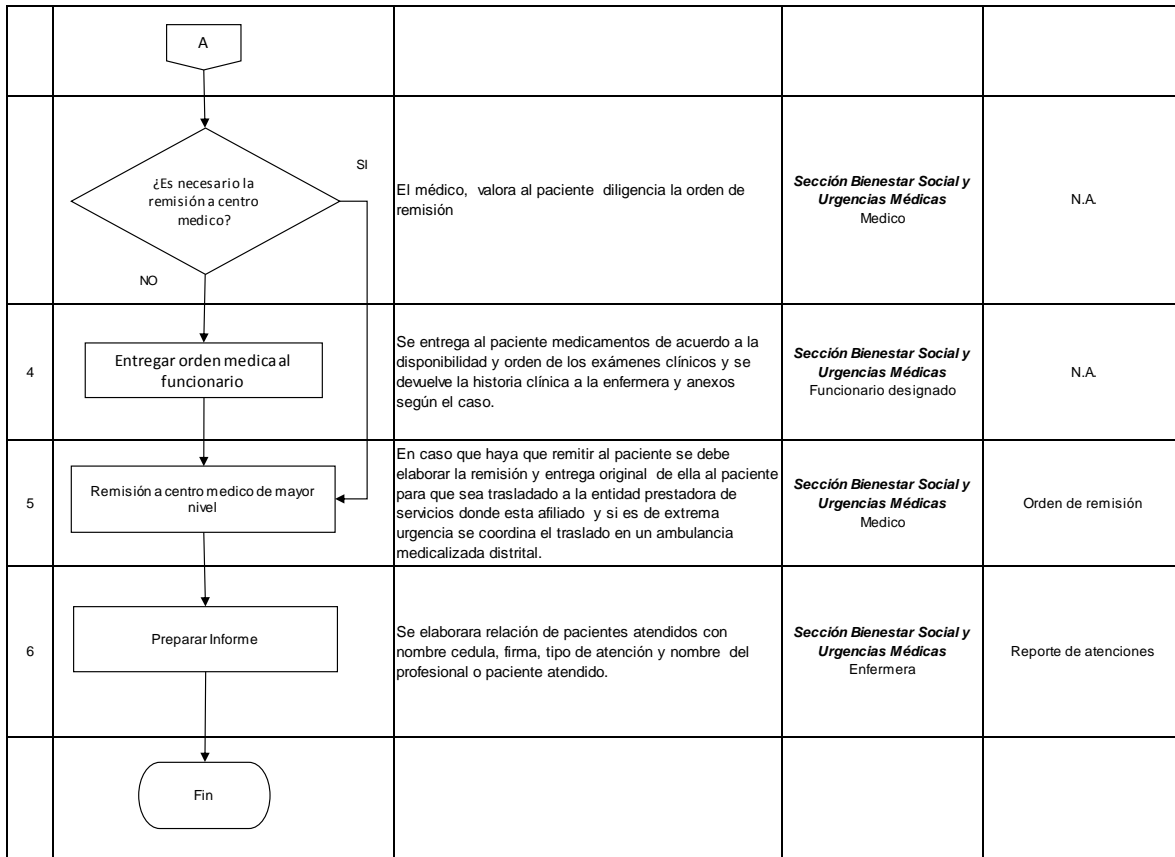 A
¿Es necesario la
remisión a centro
medico?
SI
NO
El médico, valora al paciente diligencia la orden de
remisión
Sección Bienestar Social y
Urgencias Médicas
Medico
N.A.
4
Entregar orden medica al
funcionario
Se entrega al paciente medicamentos de acuerdo a la
disponibilidad y orden de los exámenes clínicos y se
devuelve la historia clínica a la enfermera y anexos
según el caso.
Sección Bienestar Social y
Urgencias Médicas
Funcionario designado
N.A.
5
Remisión a centro medico de mayor
nivel
En caso que haya que remitir al paciente se debe
elaborar la remisión y entrega original de ella al paciente
para que sea trasladado a la entidad prestadora de
servicios donde esta afiliado y si es de extrema
urgencia se coordina el traslado en un ambulancia
medicalizada distrital.
Sección Bienestar Social y
Urgencias Médicas
Medico
Orden de remisión
6
Preparar Informe
Se elaborara relación de pacientes atendidos con
nombre cedula, firma, tipo de atención y nombre del
profesional o paciente atendido.
Sección Bienestar Social y
Urgencias Médicas
Enfermera
Reporte de atenciones
Fin